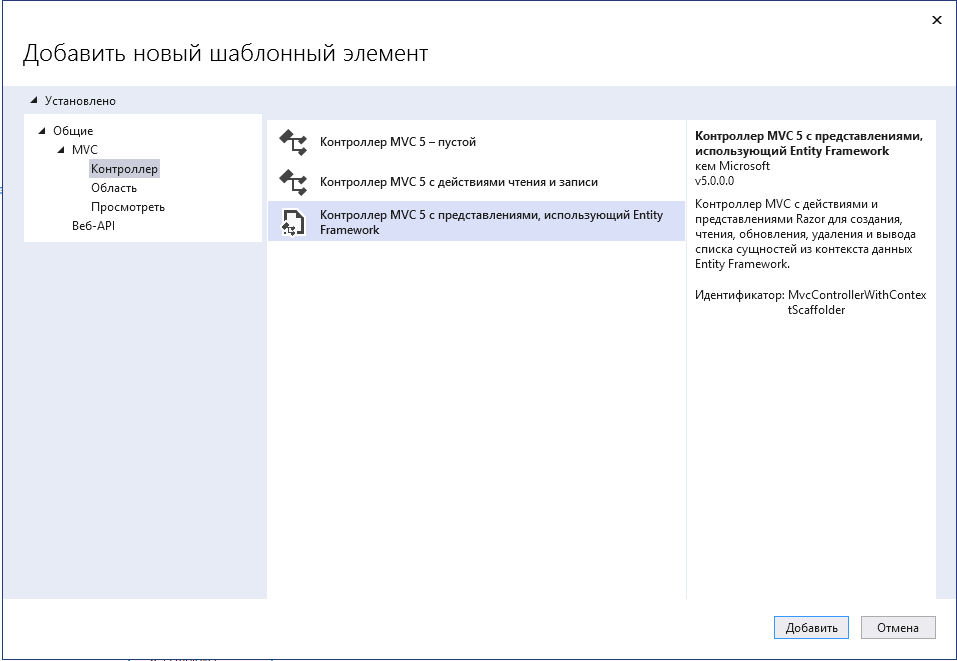 Добавить новый шаблонный элемент
Установлено
Общие
MVC
Контроллер
Область
Просмотреть
Веб-API
Контроллер MVC 5 – пустой
Контроллер MVC 5 с действиями чтения и записи
Контроллер MVC 5 с представлениями, использующий Entity
Framework
Контроллер MVC 5 с представлениями,
использующий Entity Framework
кем Microsoft
v5.0.0.0
Контроллер MVC с действиями и
представлениями Razor для создания,
чтения, обновления, удаления и вывода
списка сущностей из контекста данных
Entity Framework.
Идентификатор: MvcControllerWithContex
tScaffolder
Добавить
Отмена